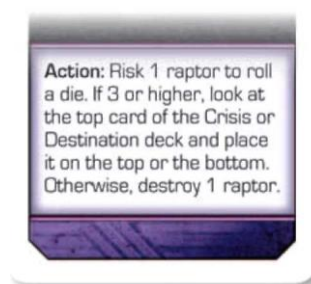 Action: Risk 1 raptor to roll
a die. If 3 or higher, look at
the top card of the Crisis or
Destination deck and place
it on the top or the bottom.
Otherwise, destroy 1 raptor.